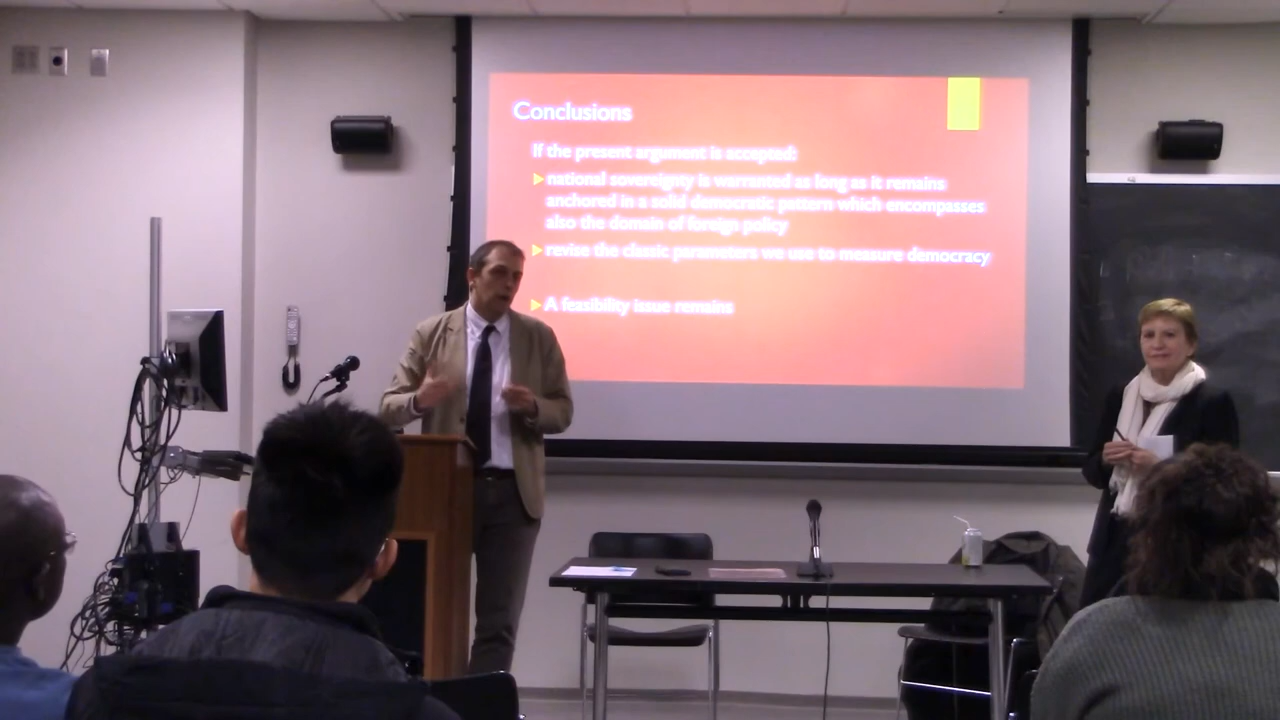 Conclusions
If the present argument is accepted:
national sovereignty is warranted as long as it remains
anchored in a solid democratic pattern which encompasses
also the domain of foreign policy
revise the classic parameters we use to measure democracy
A feasibility issue remains